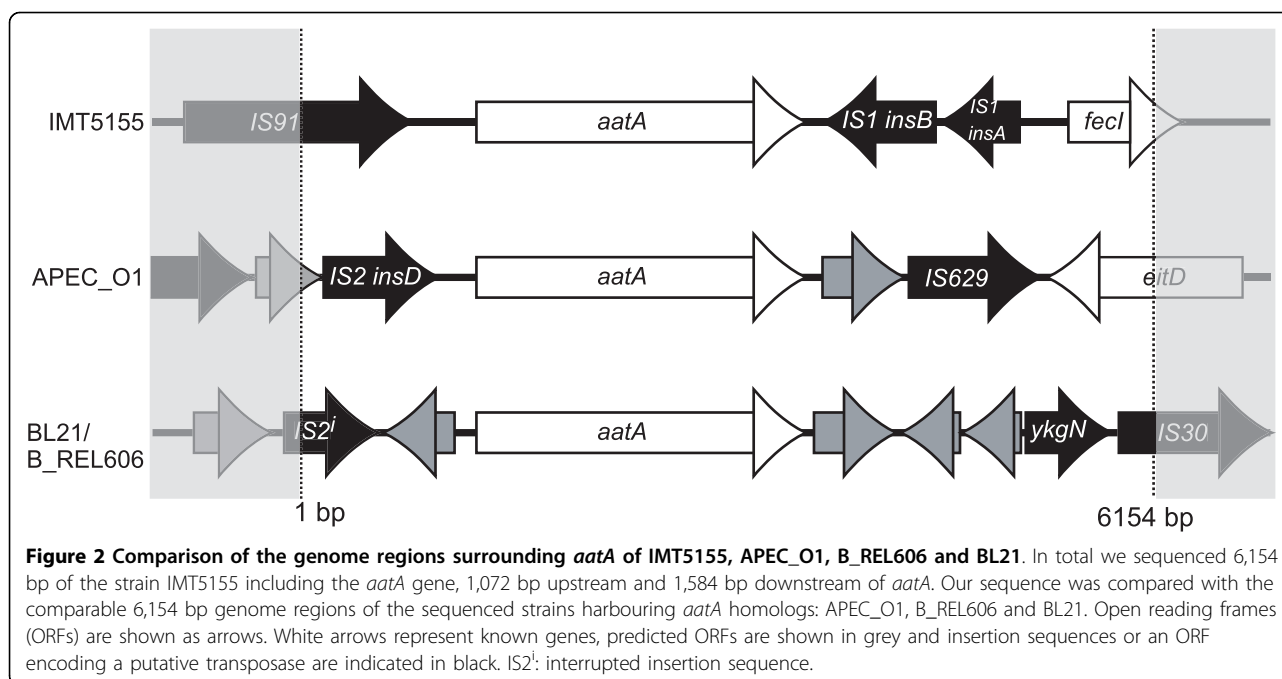 IMT5155
IS91
aatA
IS1 insB
IS1
insA
fecI
APEC_O1
IS2 insD
aatA
IS629
eitD
BL21/
B_REL606
IS2i
aatA
ykgN
IS30
1 bp
6154 bp
Figure 2 Comparison of the genome regions surrounding aatA of IMT5155, APEC_O1, B_REL606 and BL21. In total we sequenced 6,154
bp of the strain IMT5155 including the aatA gene, 1,072 bp upstream and 1,584 bp downstream of aatA. Our sequence was compared with the
comparable 6,154 bp genome regions of the sequenced strains harbouring aatA homologs: APEC_O1, B_REL606 and BL21. Open reading frames
(ORFs) are shown as arrows. White arrows represent known genes, predicted ORFs are shown in grey and insertion sequences or an ORF
encoding a putative transposase are indicated in black. IS2i: interrupted insertion sequence.